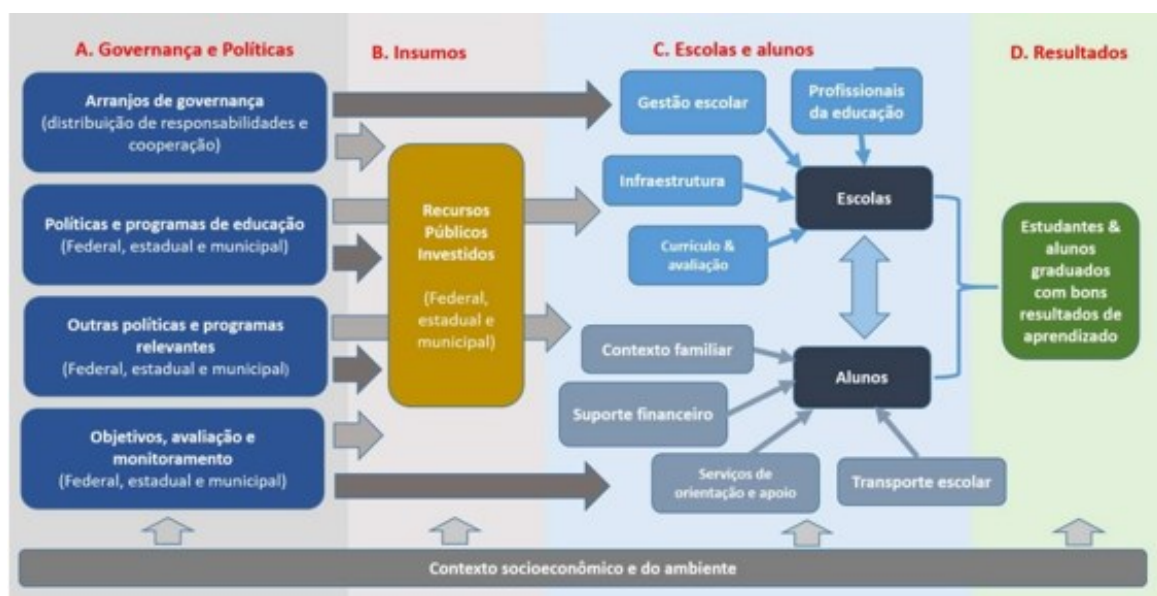 A. Governança e Políticas
B. Insumos
C. Escolas e alunos
D. Resultados
Arranjos de governança
(distribuição de responsabilidades e
cooperação)
Políticas e programas de educação
(Federal, estadual e municipal)
Outras políticas e programas
relevantes
(Federal, estadual e municipal)
Objetivos, avaliação e
monitoramento
(Federal, estadual e municipal)
Recursos
Públicos
Investidos
(Federal,
estadual e
municipal)
Gestão escolar
Profissionais
da educação
Infraestrutura
Escolas
Currículo &
avaliação
Contexto familiar
Alunos
Suporte financeiro
Serviços de
orientação e apoio
Transporte escolar
Estudantes &
alunos
graduados
com bons
resultados de
aprendizado
Contexto socioeconômico e do ambiente